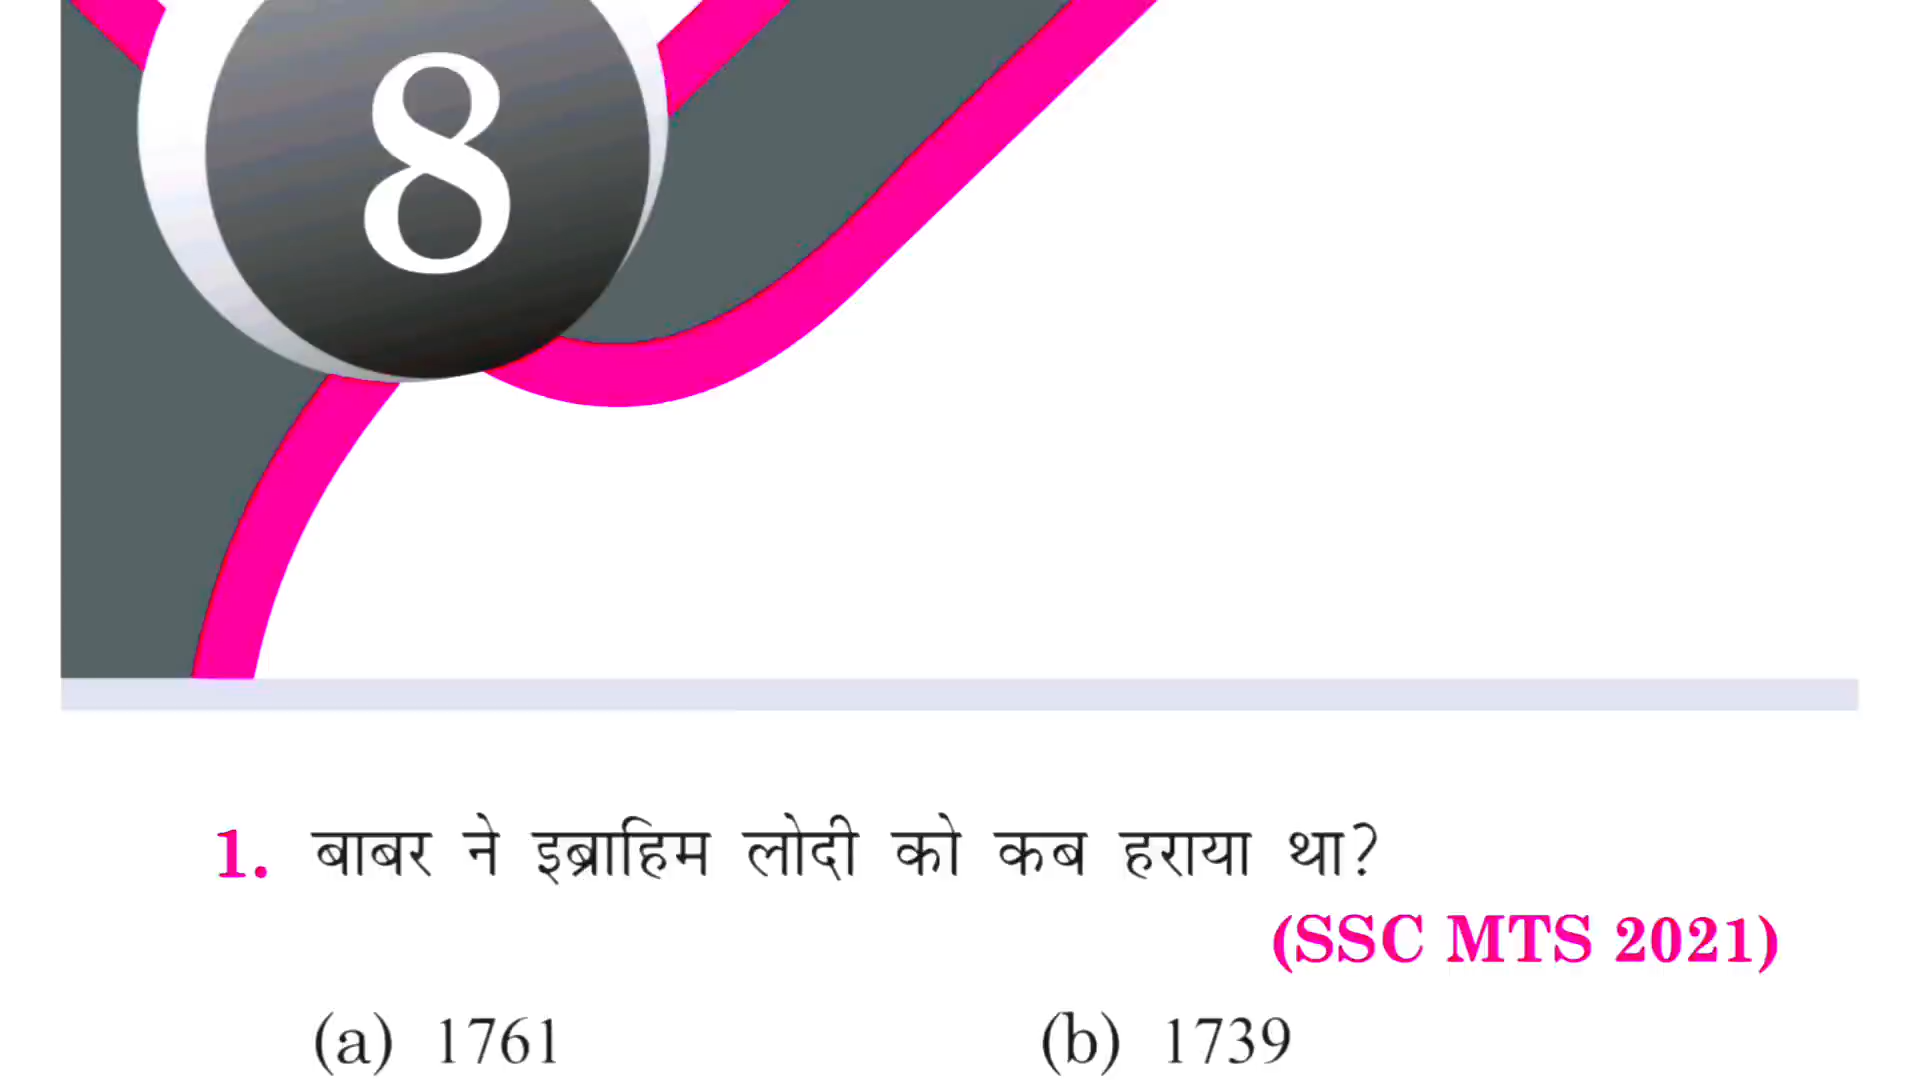 8
1. बाबर ने इब्राहिम लोदी को कब हराया था?
(SSC MTS 2021)
(a) 1761 (b) 1739